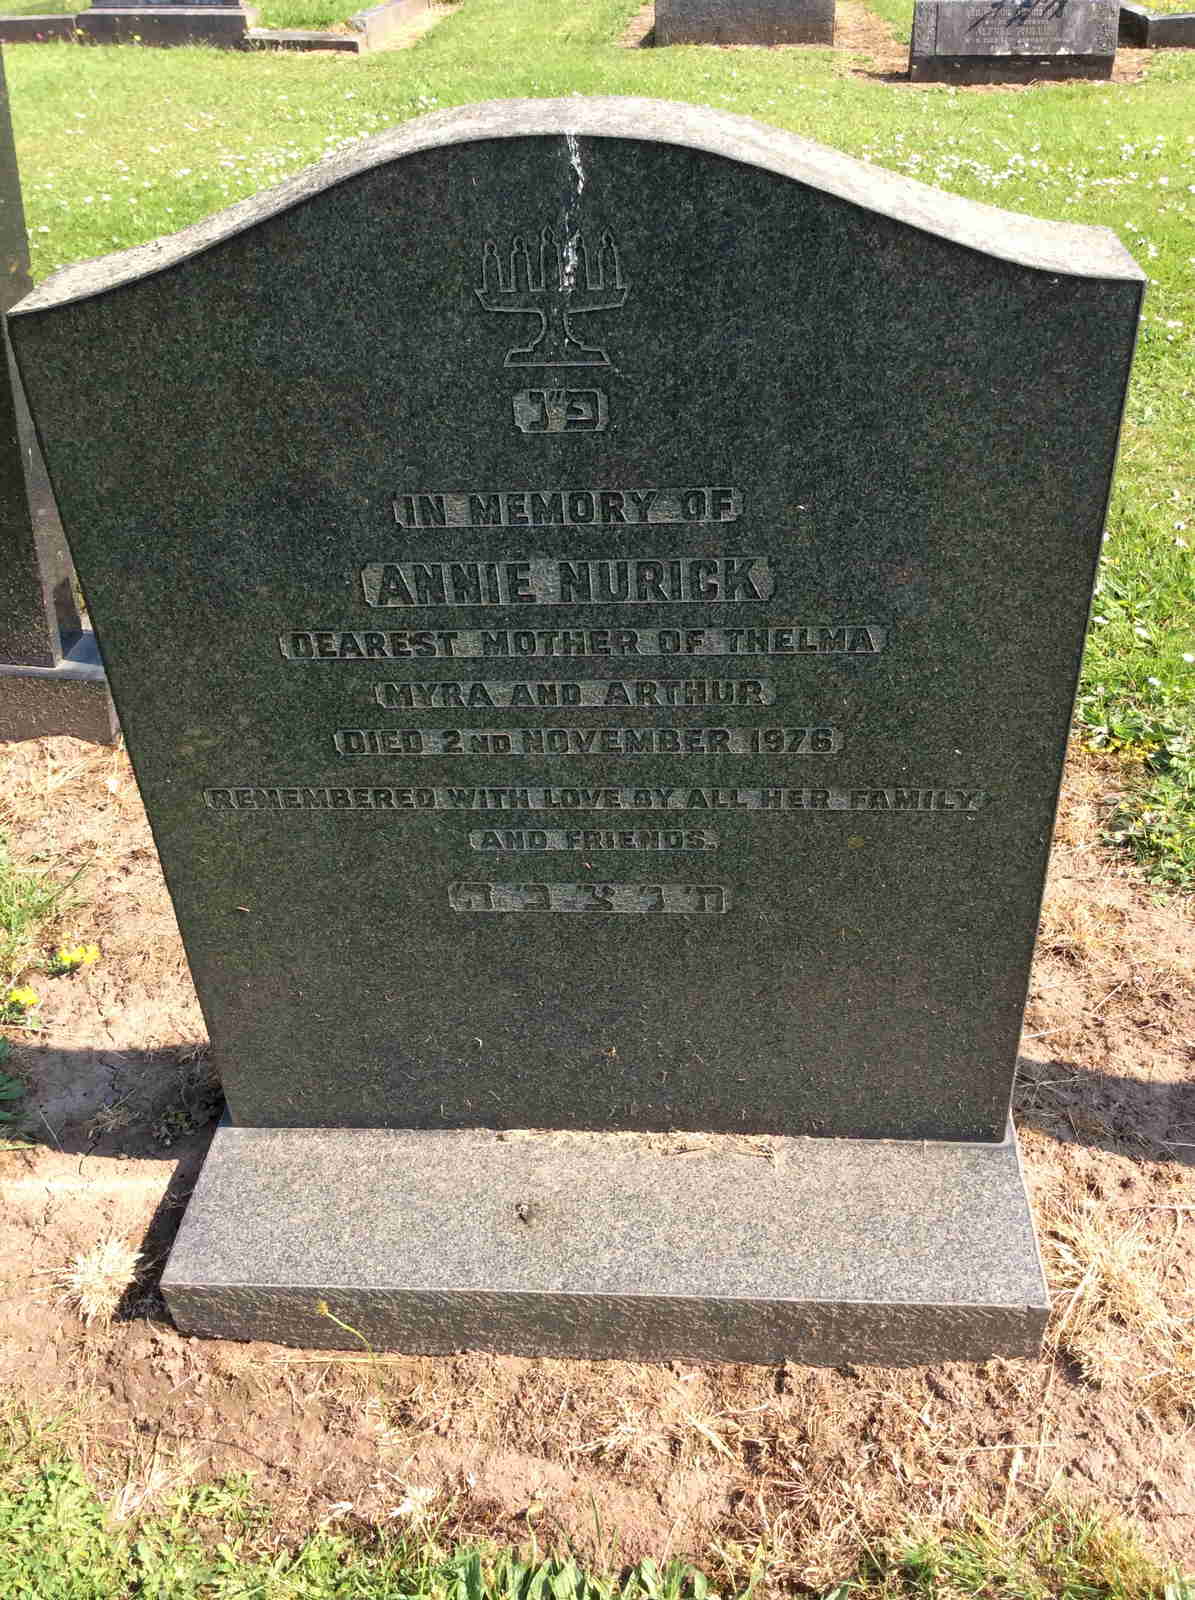 פ״נ
IN MEMORY OF
ANNIE NURICK
DEAREST MOTHER OF THELMA
MYRA AND ARTHUR
DIED 2ND NOVEMBER 1976
REMEMBERED WITH LOVE BY ALL HER FAMILY
AND FRIENDS.
ת׳ נ׳ צ׳ ב׳ ה׳